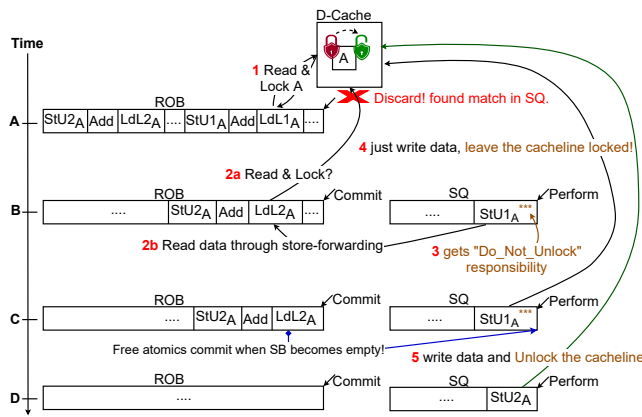 D-Cache
Time
A
1 Read &
Lock A
ROB
Discard! found match in SQ.
A
StU2A Add LdL2A .... StU1A Add LdL1A ....
4 just write data, leave the cacheline locked!
2a Read & Lock?
ROB
Commit
SQ
Perform
B
.... StU2A Add LdL2A ....
.... StU1A***
2b Read data through store-forwarding
3 gets "Do_Not_Unlock"
responsibility
ROB
Commit
SQ
Perform
C
.... StU2A Add LdL2A
.... StU1A***
Free atomics commit when SB becomes empty!
5 write data and Unlock the cacheline
ROB
Commit
SQ
Perform
D
....
.... StU2A